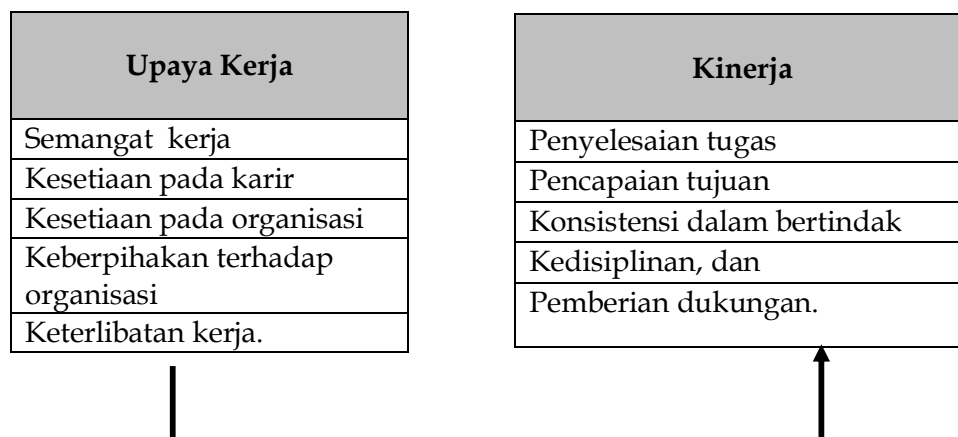 Upaya Kerja
Semangat kerja
Kesetiaan pada karir
Kesetiaan pada organisasi
Keberpihakan terhadap
organisasi
Keterlibatan kerja.
Kinerja
Penyelesaian tugas
Pencapaian tujuan
Konsistensi dalam bertindak
Kedisiplinan, dan
Pemberian dukungan.